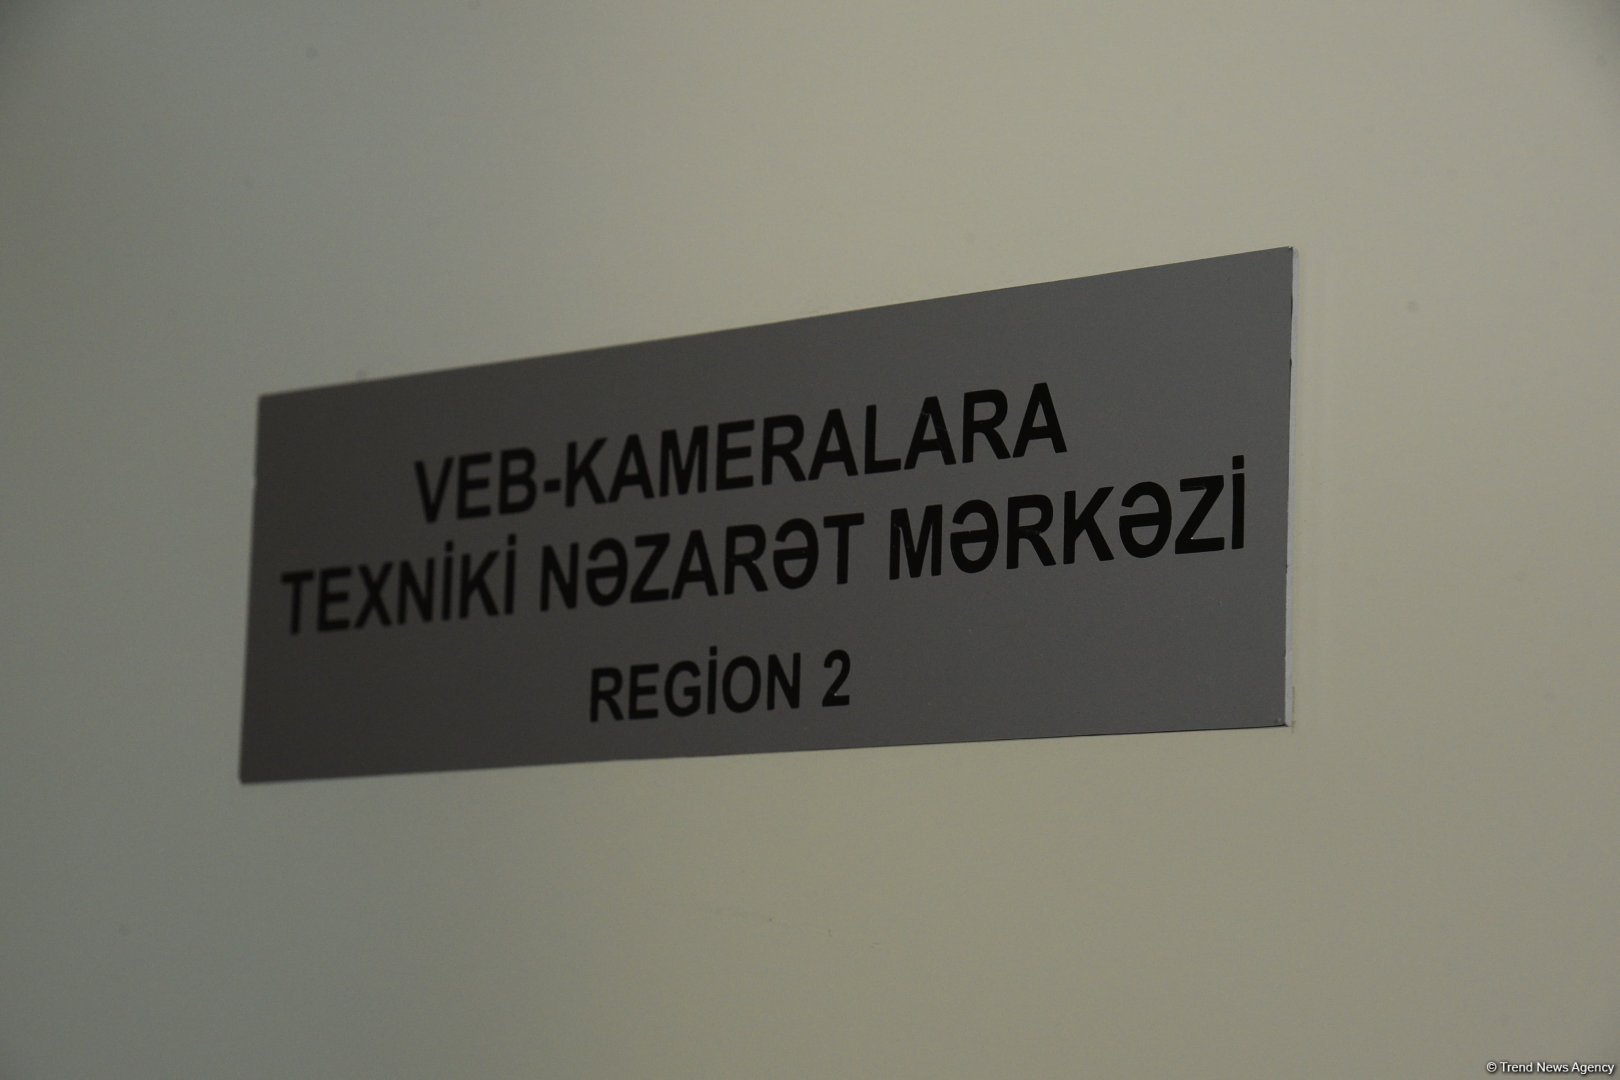 VEB-KAMERALARA
TEXNİKİ NƏZARƏT MƏRKƏZİ
REGİON 2
© Trend News Agency